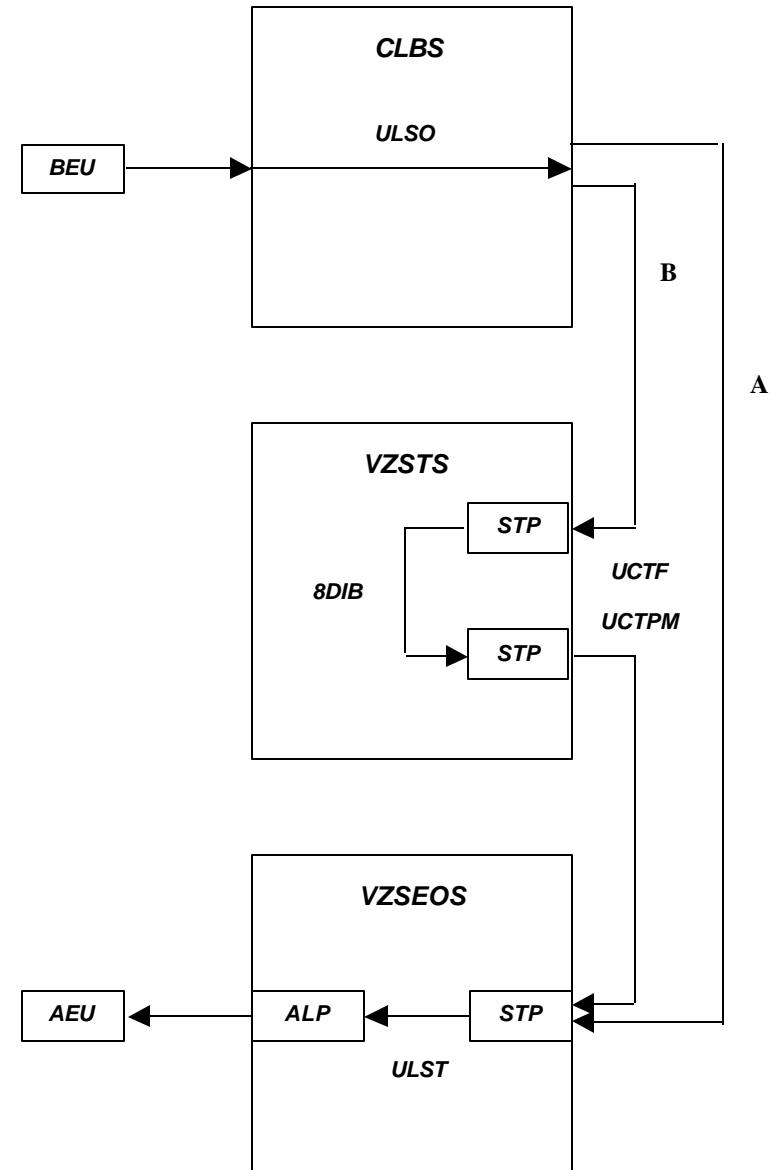 CLBS
ULSO
BEU
B
A
VZSTS
STP
8DIB
UCTF
UCTPM
STP
VZSEOS
AEU
ALP
STP
ULST